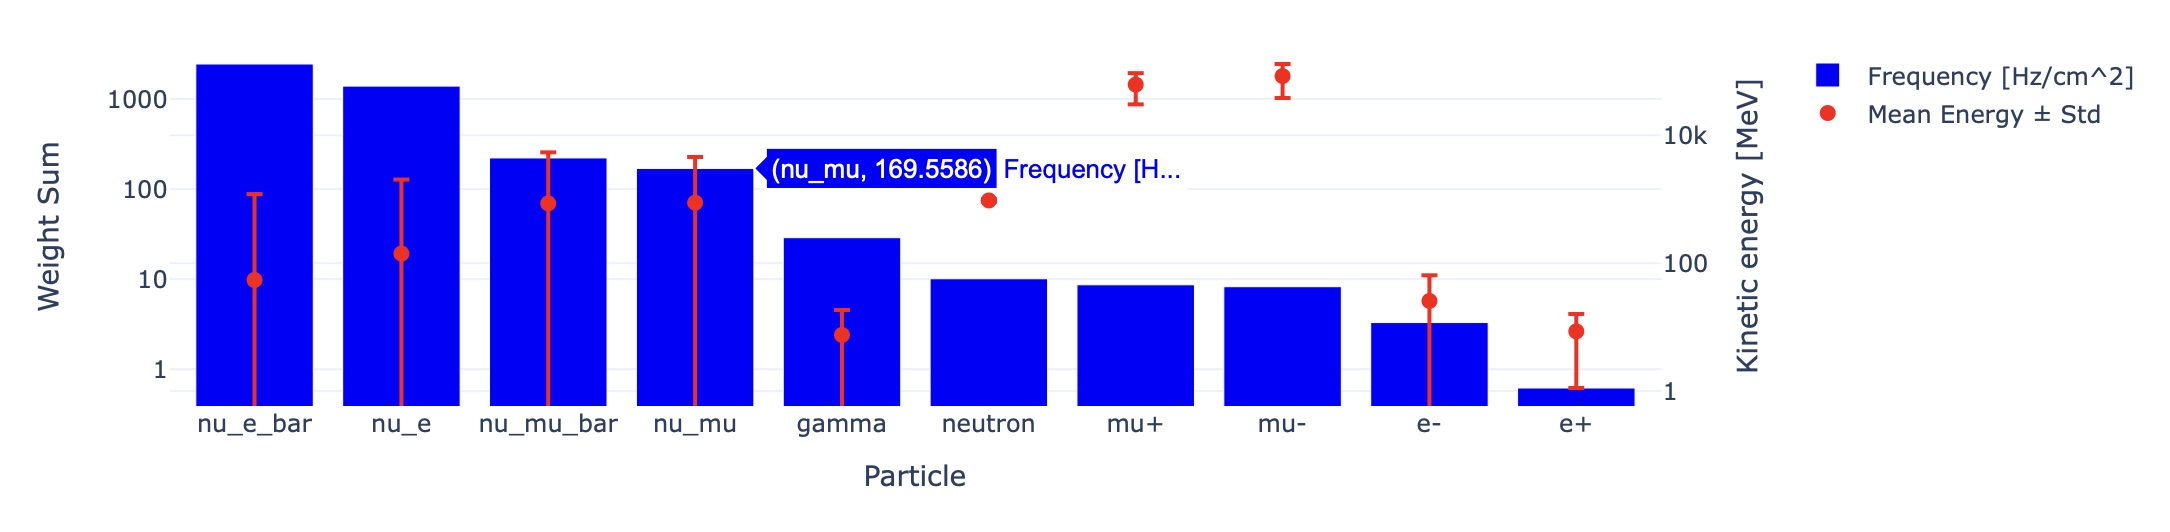 Weight Sum
1000
100
10
1
(nu_mu, 169.5586) Frequency [H...
10k
100
1
Kinetic energy [MeV]
Frequency [Hz/cm^2]
Mean Energy ± Std
nu_e_bar nu_e nu_mu_bar nu_mu gamma neutron mu+ mu- e- e+
Particle